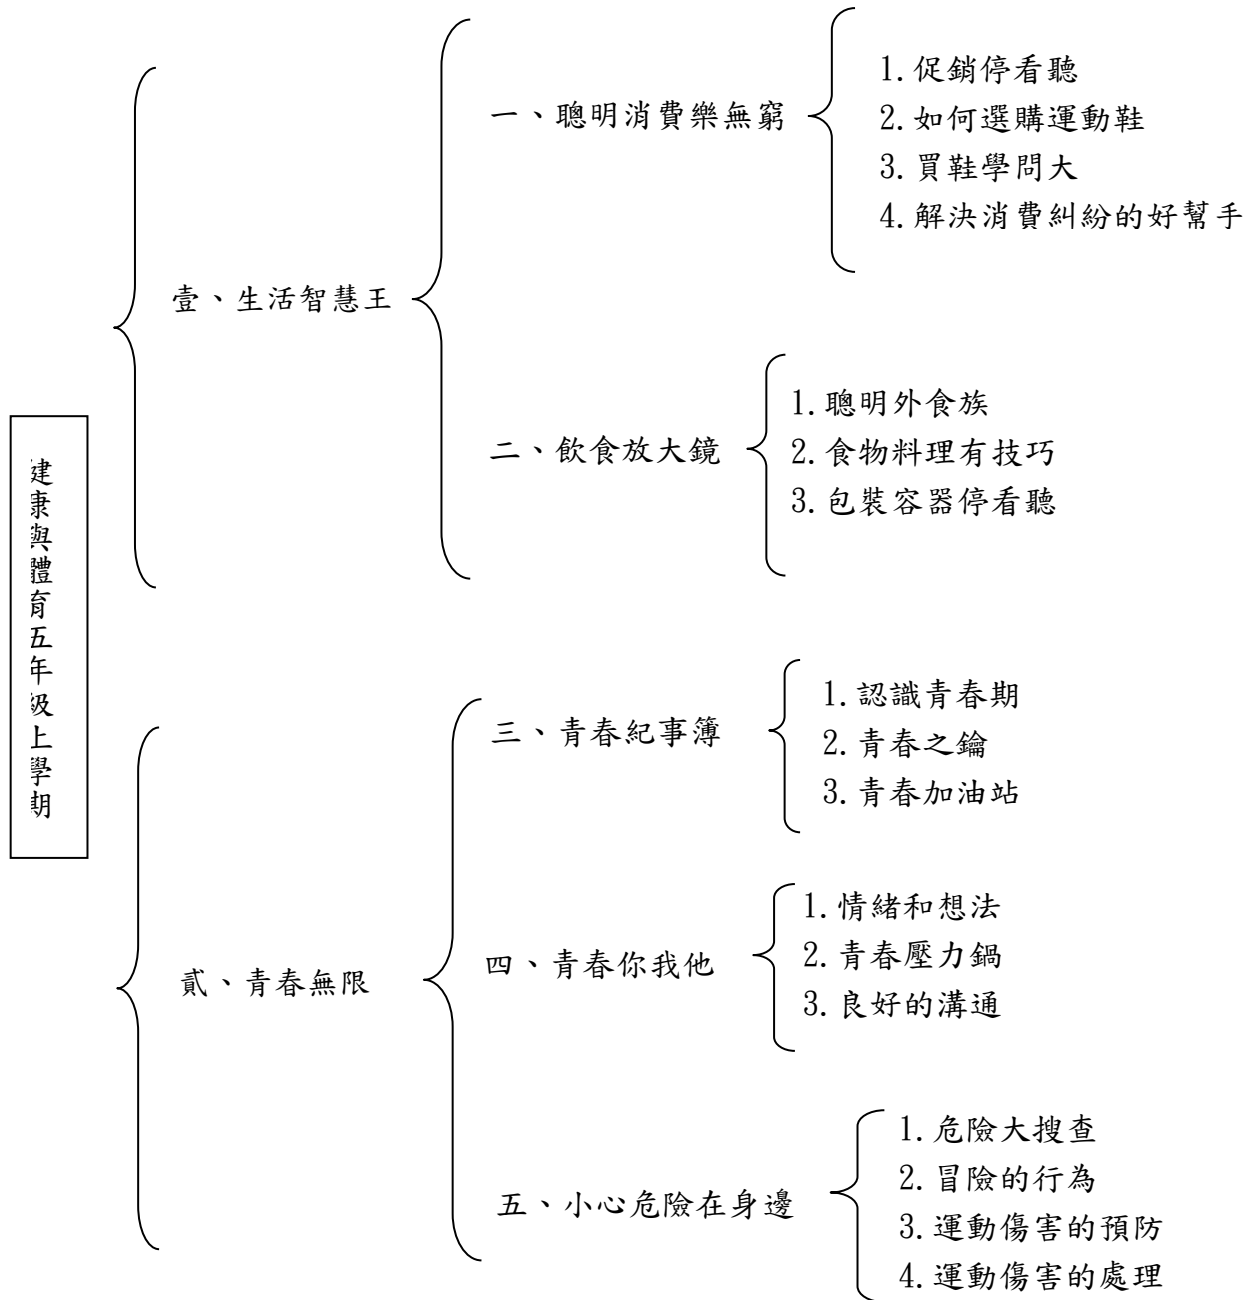 健康與體育五年級上學期
壹、生活智慧王
一、聰明消費樂無窮
1.促銷停看聽
2.如何選購運動鞋
3.買鞋學問大
4.解決消費糾紛的好幫手
二、飲食放大鏡
1.聰明外食族
2.食物料理有技巧
3.包裝容器停看聽
貳、青春無限
三、青春紀事簿
1.認識青春期
2.青春之鑰
3.青春加油站
四、青春你我他
1.情緒和想法
2.青春壓力鍋
3.良好的溝通
五、小心危險在身邊
1.危險大搜查
2.冒險的行為
3.運動傷害的預防
4.運動傷害的處理